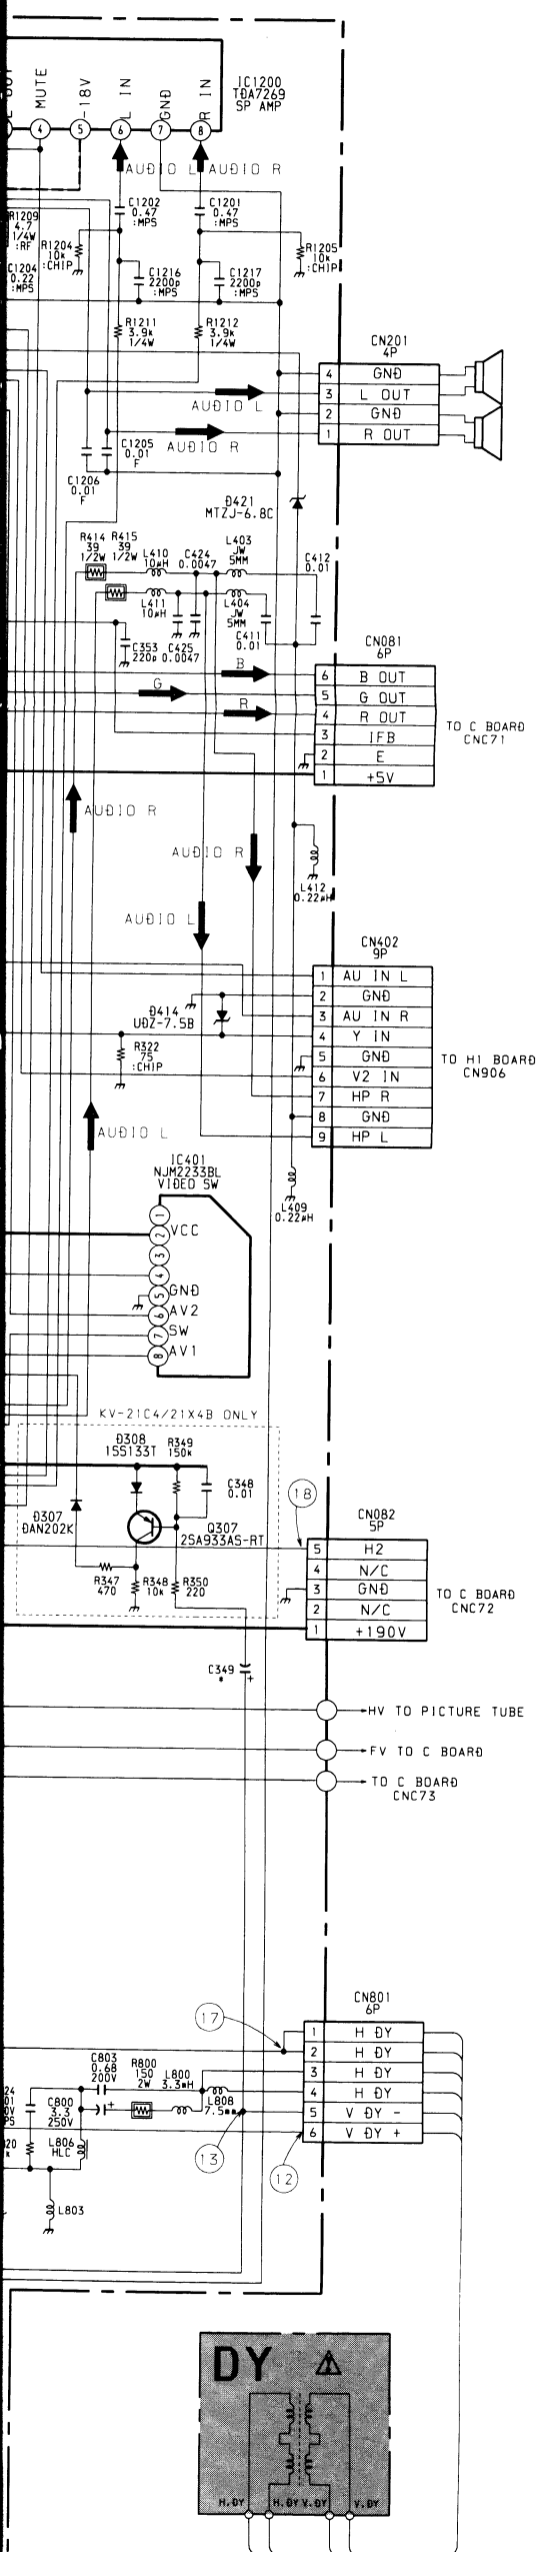 MUTE
-18V
L IN
GND
R IN
4
5
6
7
8
IC1200
TDA7269
SP AMP
AUDIO L
AUDIO R
R1209
4.7
1/4W
:RF
C1204
0.22
:MPS
R1204
10k
:CHIP
C1202
0.47
:MPS
C1201
0.47
:MPS
R1205
10k
:CHIP
C1216
2200p
:MPS
C1217
2200p
:MPS
R1211
3.9k
1/4W
R1212
3.9k
1/4W
CN201
4P
4 GND
3 L OUT
2 GND
1 R OUT
AUDIO L
AUDIO R
C1205
0.01
F
C1206
0.01
F
D421
MTZJ-6.8C
R414
39
1/2W
R415
39
1/2W
L410
10µH
C424
0.0047
L403
JW
5MM
C412
0.01
L411
10µH
L404
JW
5MM
C411
0.01
C353
220p
C425
0.0047
B
G
R
CN081
6P
6 B OUT
5 G OUT
4 R OUT
3 IFB
2 E
1 +5V
TO C BOARD
CNC71
AUDIO R
AUDIO R
L412
0.22µH
AUDIO L
CN402
9P
1 AU IN L
2 GND
3 AU IN R
4 Y IN
5 GND
6 V2 IN
7 HP R
8 GND
9 HP L
TO H1 BOARD
CN906
D414
UDZ-7.5B
R322
75
:CHIP
AUDIO L
L409
0.22µH
IC401
NJM2233BL
VIDEO SW
1
2 VCC
3
4
5 GND
6 AV2
7 SW
8 AV1
KV-21C4/21X4B ONLY
D308
1SS133T
R349
150k
C348
0.01
D307
DAN202K
Q307
2SA933AS-RT
R347
470
R348
10k
R350
220
18
CN082
5P
5 H2
4 N/C
3 GND
2 N/C
1 +190V
TO C BOARD
CNC72
C349
*
+
HV TO PICTURE TUBE
FV TO C BOARD
TO C BOARD
CNC73
CN801
6P
1 H DY
2 H DY
3 H DY
4 H DY
5 V DY -
6 V DY +
17
C803
0.68
200V
R800
150
2W
L800
3.3mH
L808
C800
3.3
250V
+
L806
HLC
13
12
L803
DY
H.DY
H.DY
V.DY
V.DY